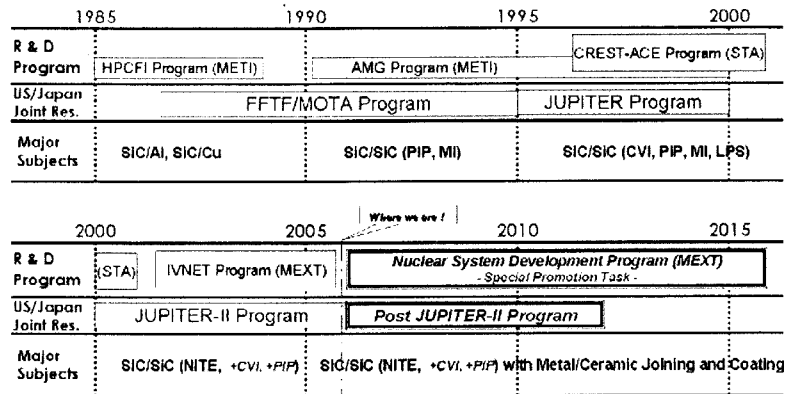 1985 1990 1995 2000
R & D Program
HPCFI Program (METI) AMG Program (METI) CREST-ACE Program (STA)
US/Japan Joint Res.
FFTF/MOTA Program JUPITER Program
Major Subjects
SiC/Al, SiC/Cu SiC/SiC (PIP, MI) SiC/SiC (CVI, PIP, MI, LPS)
Where we are !
2000 2005 2010 2015
R & D Program
(STA) IVNET Program (MEXT) Nuclear System Development Program (MEXT)
- Special Promotion Task -
US/Japan Joint Res.
JUPITER-II Program Post JUPITER-II Program
Major Subjects
SiC/SiC (NITE, +CVI, +PIP) SiC/SiC (NITE, +CVI, +PIP) with Metal/Ceramic Joining and Coating